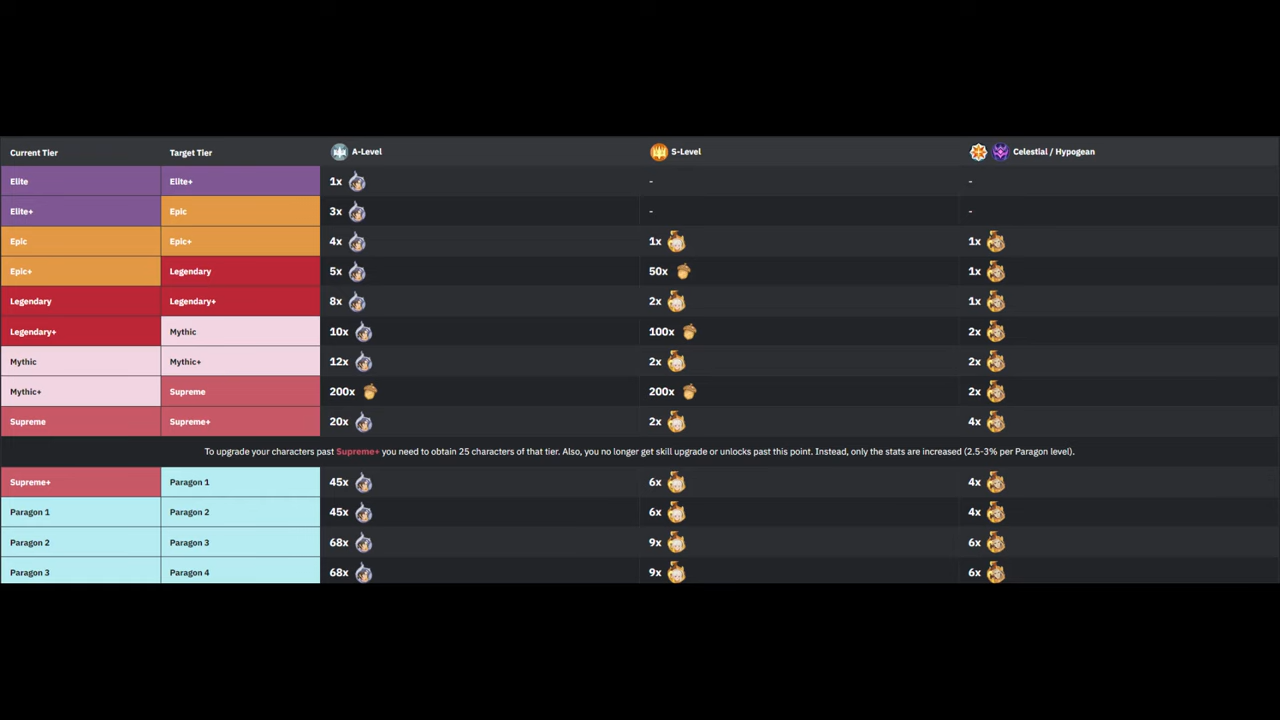 Current Tier Target Tier A-Level S-Level Celestial / Hypogean
Elite Elite+ 1x - -
Elite+ Epic 3x - -
Epic Epic+ 4x 1x 1x
Epic+ Legendary 5x 50x 1x
Legendary Legendary+ 8x 2x 1x
Legendary+ Mythic 10x 100x 2x
Mythic Mythic+ 12x 2x 2x
Mythic+ Supreme 200x 200x 2x
Supreme Supreme+ 20x 2x 4x
To upgrade your characters past Supreme+ you need to obtain 25 characters of that tier. Also, you no longer get skill upgrade or unlocks past this point. Instead, only the stats are increased (2.5-3% per Paragon level).
Supreme+ Paragon 1 45x 6x 4x
Paragon 1 Paragon 2 45x 6x 4x
Paragon 2 Paragon 3 68x 9x 6x
Paragon 3 Paragon 4 68x 9x 6x